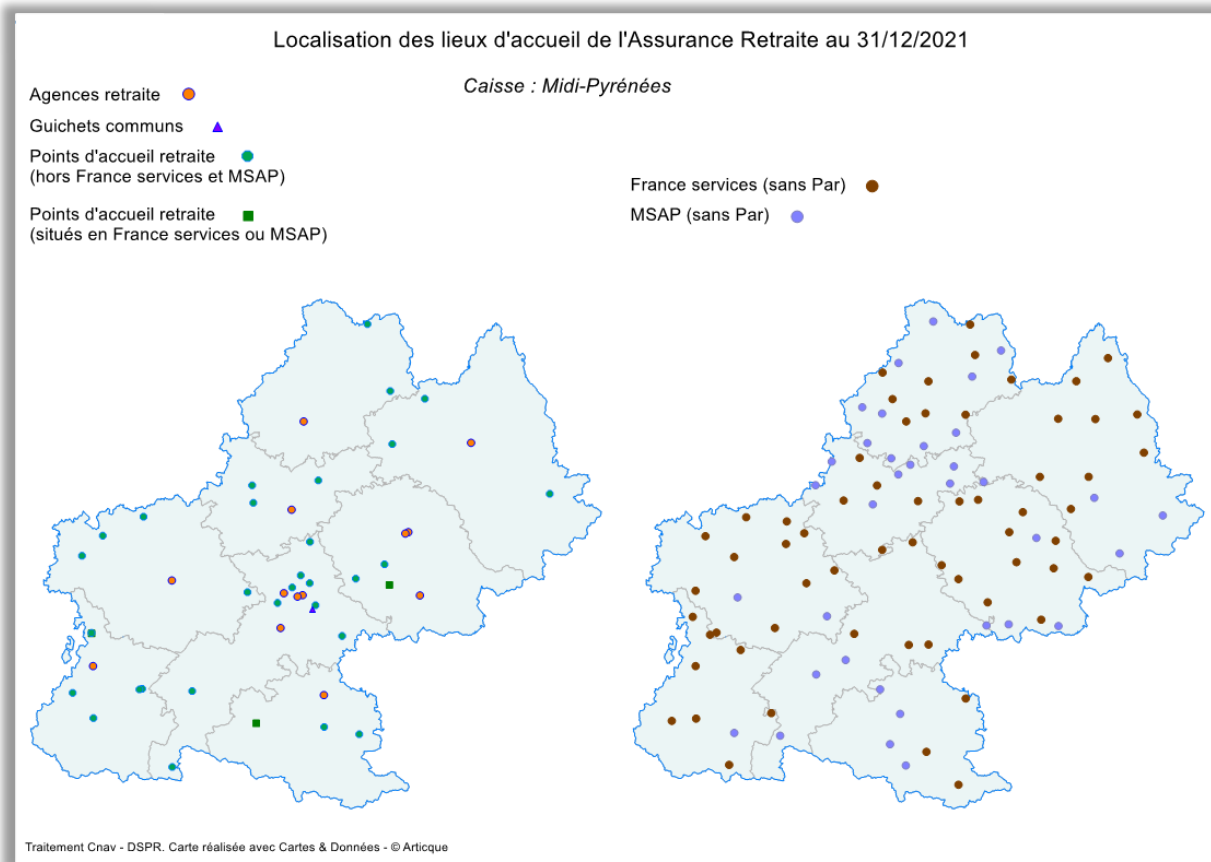 Localisation des lieux d'accueil de l'Assurance Retraite au 31/12/2021
Caisse : Midi-Pyrénées
Agences retraite
Guichets communs
Points d'accueil retraite
(hors France services et MSAP)
Points d'accueil retraite
(situés en France services ou MSAP)
France services (sans Par)
MSAP (sans Par)
Traitement Cnav - DSPR. Carte réalisée avec Cartes & Données - © Articque